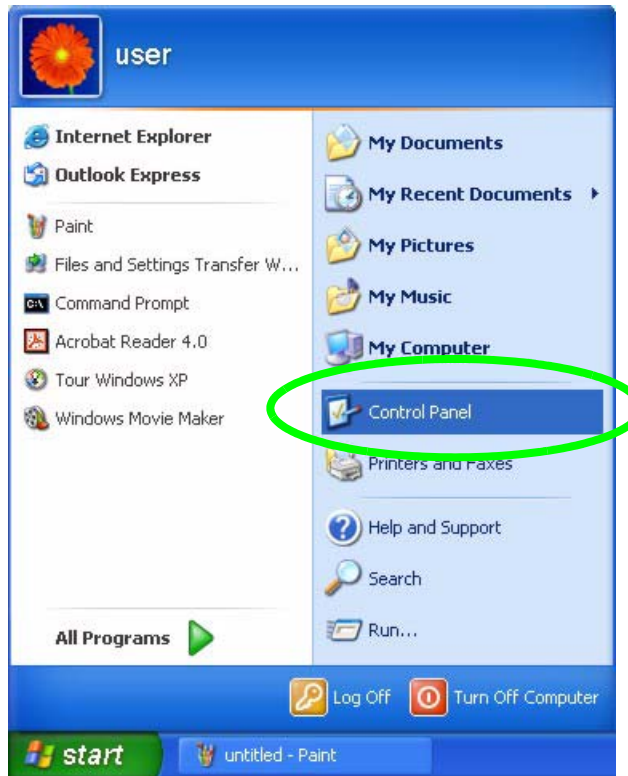 user
Internet Explorer
Outlook Express
Paint
Files and Settings Transfer W...
C:\
Command Prompt
Acrobat Reader 4.0
Tour Windows XP
Windows Movie Maker
All Programs
My Documents
My Recent Documents
My Pictures
My Music
My Computer
Control Panel
Printers and Faxes
Help and Support
Search
Run...
Log Off
Turn Off Computer
start
untitled - Paint